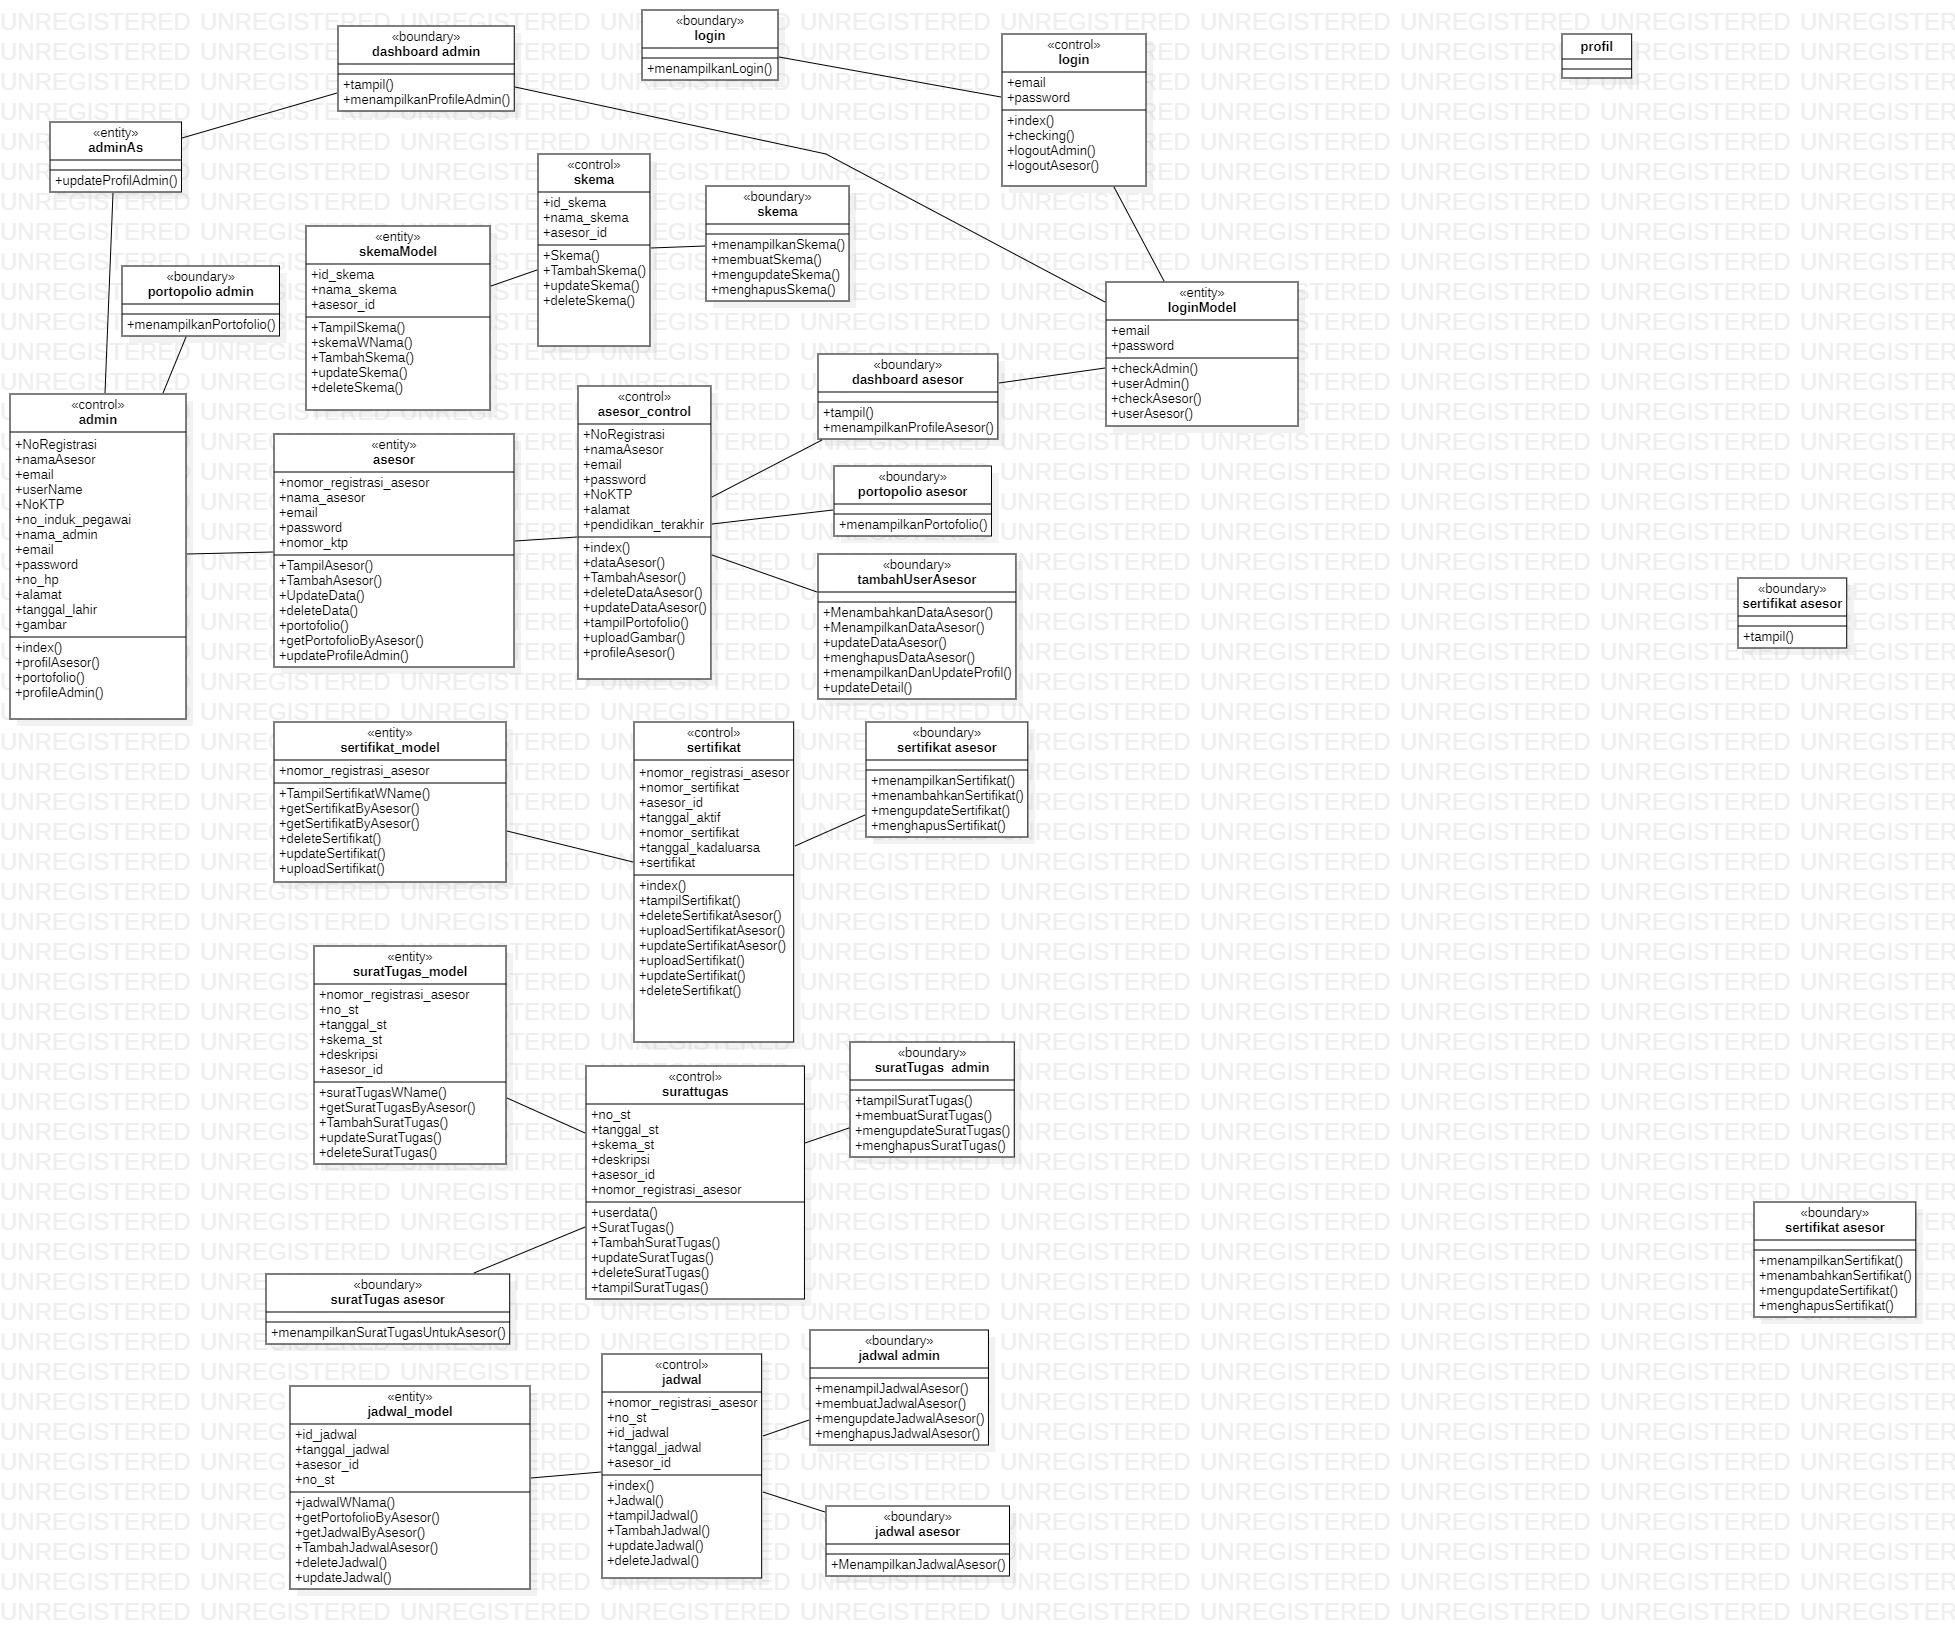 «boundary»
dashboard admin
+tampil()
+menampilkanProfileAdmin()
«boundary»
login
+menampilkanLogin()
«control»
login
+email
+password
+index()
+checking()
+logoutAdmin()
+logoutAsesor()
profil
«entity»
adminAs
+updateProfilAdmin()
«control»
skema
+id_skema
+nama_skema
+asesor_id
+Skema()
+TambahSkema()
+updateSkema()
+deleteSkema()
«boundary»
skema
+menampilkanSkema()
+membuatSkema()
+mengupdateSkema()
+menghapusSkema()
«entity»
skemaModel
+id_skema
+nama_skema
+asesor_id
+TampilSkema()
+skemaWNama()
+TambahSkema()
+updateSkema()
+deleteSkema()
«boundary»
portopolio admin
+menampilkanPortofolio()
«entity»
loginModel
+email
+password
+checkAdmin()
+userAdmin()
+checkAsesor()
+userAsesor()
«boundary»
dashboard asesor
+tampil()
+menampilkanProfileAsesor()
«control»
admin
+NoRegistrasi
+namaAsesor
+email
+userName
+NoKTP
+no_induk_pegawai
+nama_admin
+email
+password
+no_hp
+alamat
+tanggal_lahir
+gambar
+index()
+profilAsesor()
+portofolio()
+profileAdmin()
«entity»
asesor
+nomor_registrasi_asesor
+nama_asesor
+email
+password
+nomor_ktp
+TampilAsesor()
+TambahAsesor()
+UpdateData()
+deleteData()
+portofolio()
+getPortofolioByAsesor()
+updateProfileAdmin()
«control»
asesor_control
+NoRegistrasi
+namaAsesor
+email
+password
+NoKTP
+alamat
+pendidikan_terakhir
+index()
+dataAsesor()
+TambahAsesor()
+deleteDataAsesor()
+updateDataAsesor()
+tampilPortofolio()
+uploadGambar()
+profileAsesor()
«boundary»
portopolio asesor
+menampilkanPortofolio()
«boundary»
tambahUserAsesor
+MenambahkanDataAsesor()
+MenampilkanDataAsesor()
+updateDataAsesor()
+menghapusDataAsesor()
+menampilkanDanUpdateProfil()
+updateDetail()
«boundary»
sertifikat asesor
+tampil()
«entity»
sertifikat_model
+nomor_registrasi_asesor
+TampilSertifikatWName()
+getSertifikatByAsesor()
+getSertifikatByAsesor()
+deleteSertifikat()
+updateSertifikat()
+uploadSertifikat()
«control»
sertifikat
+nomor_registrasi_asesor
+nomor_sertifikat
+asesor_id
+tanggal_aktif
+nomor_sertifikat
+tanggal_kadaluarsa
+sertifikat
+index()
+tampilSertifikat()
+deleteSertifikatAsesor()
+uploadSertifikatAsesor()
+updateSertifikatAsesor()
+uploadSertifikat()
+updateSertifikat()
+deleteSertifikat()
«boundary»
sertifikat asesor
+menampilkanSertifikat()
+menambahkanSertifikat()
+mengupdateSertifikat()
+menghapusSertifikat()
«entity»
suratTugas_model
+nomor_registrasi_asesor
+no_st
+tanggal_st
+skema_st
+deskripsi
+asesor_id
+suratTugasWName()
+getSuratTugasByAsesor()
+TambahSuratTugas()
+updateSuratTugas()
+deleteSuratTugas()
«control»
surattugas
+no_st
+tanggal_st
+skema_st
+deskripsi
+asesor_id
+nomor_registrasi_asesor
+userdata()
+SuratTugas()
+TambahSuratTugas()
+updateSuratTugas()
+deleteSuratTugas()
+tampilSuratTugas()
«boundary»
suratTugas  admin
+tampilSuratTugas()
+membuatSuratTugas()
+mengupdateSuratTugas()
+menghapusSuratTugas()
«boundary»
sertifikat asesor
+menampilkanSertifikat()
+menambahkanSertifikat()
+mengupdateSertifikat()
+menghapusSertifikat()
«boundary»
suratTugas asesor
+menampilkanSuratTugasUntukAsesor()
«entity»
jadwal_model
+id_jadwal
+tanggal_jadwal
+asesor_id
+no_st
+jadwalWNama()
+getPortofolioByAsesor()
+getJadwalByAsesor()
+TambahJadwalAsesor()
+deleteJadwal()
+updateJadwal()
«control»
jadwal
+nomor_registrasi_asesor
+no_st
+id_jadwal
+tanggal_jadwal
+asesor_id
+index()
+Jadwal()
+tampilJadwal()
+TambahJadwal()
+updateJadwal()
+deleteJadwal()
«boundary»
jadwal admin
+menampilJadwalAsesor()
+membuatJadwalAsesor()
+mengupdateJadwalAsesor()
+menghapusJadwalAsesor()
«boundary»
jadwal asesor
+MenampilkanJadwalAsesor()
UNREGISTERED